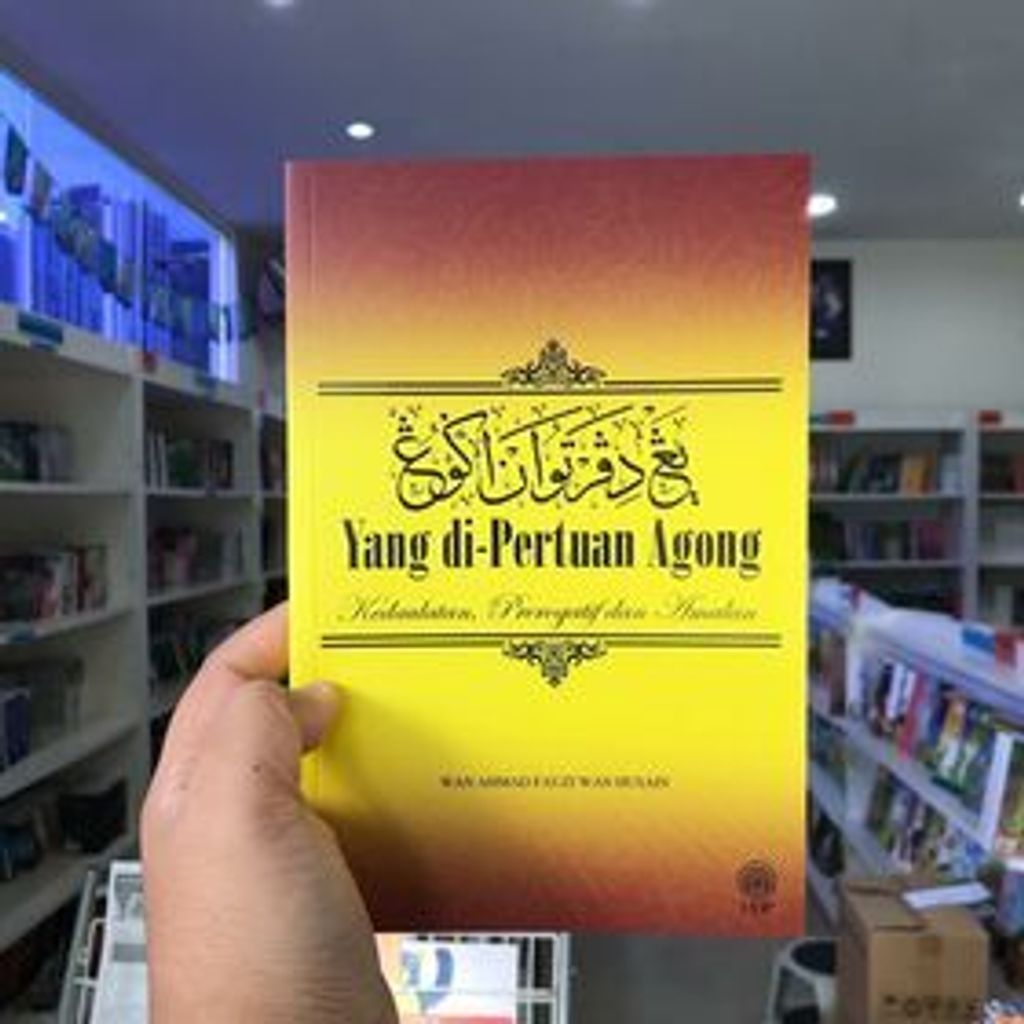 يڠ دڤرتوان اݢوڠ
Yang di-Pertuan Agong
Kedaulatan, Prerogatif dan Amalan
WAN AHMAD FAUZI WAN HUSAIN